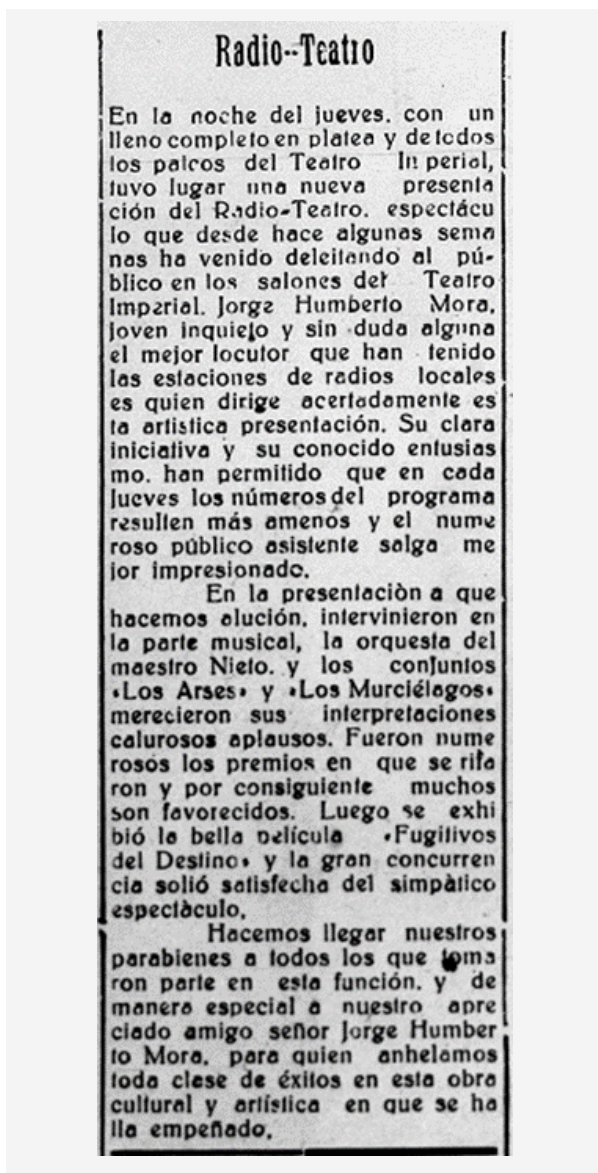 Radio--Teatro
En la noche del jueves. con un
lleno completo en platea y de todos
los palcos del Teatro Imperial,
tuvo lugar una nueva presenta
ción del Radio-Teatro. espectácu
lo que desde hace algunas sema
nas ha venido deleitando al pú-
blico en los salones del Teatro
Imperial. Jorge Humberto Mora,
joven inquieto y sin duda alguna
el mejor locutor que han tenido
las estaciones de radios locales
es quien dirige acertadamente es
ta artistica presentación. Su clara
iniciativa y su conocido entusias
mo. han permitido que en cada
jueves los números del programa
resulten más amenos y el nume
roso público asistente salga me
jor impresionado.
En la presentaciòn a que
hacemos alución, intervinieron en
la parte musical, la orquesta del
maestro Nieto. y los conjuntos
«Los Arses» y «Los Murciélagos»
merecieron sus interpretaciones
calurosos aplausos. Fueron nume
rosos los premios en que se rifa
ron y por consiguiente muchos
son favorecidos. Luego se exhi
bió la bella película «Fugitivos
del Destino» y la gran concurren
cia solió satisfecha del simpàtico
espectàculo.
Hacemos llegar nuestros
parabienes a todos los que toma
ron parte en esta función. y de
manera especial a nuestro apre
ciado amigo señor Jorge Humber
to Mora, para quien anhelamos
toda clase de éxitos en esta obra
cultural y artística en que se ha
lla empeñado.